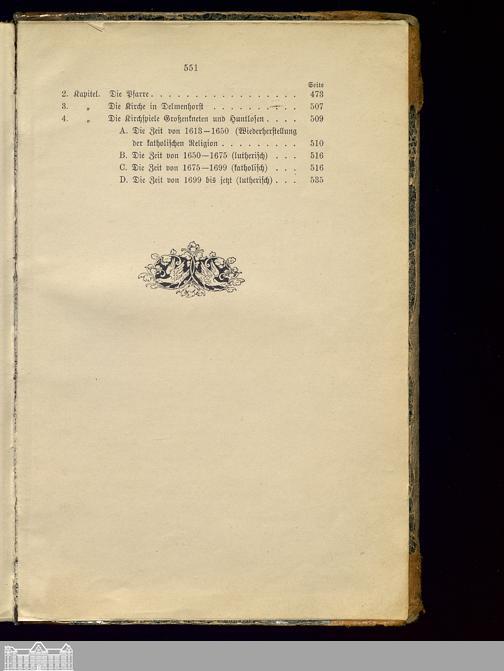 551
Seite
2. Kapitel. Die Pfarre . . . . . . . . . . . . . . . . . 473
3. „ Die Kirche in Delmenhorst . . . . . . . . . . 507
4. „ Die Kirchspiele Großenkneten und Huntlosen . . . . 509
A. Die Zeit von 1613—1650 (Wiederherstellung
der katholischen Religion . . . . . . . . . 510
B. Die Zeit von 1650—1675 (lutherisch) . . . 516
C. Die Zeit von 1675—1699 (katholisch) . . . 516
D. Die Zeit von 1699 bis jetzt (lutherisch) . . . 535